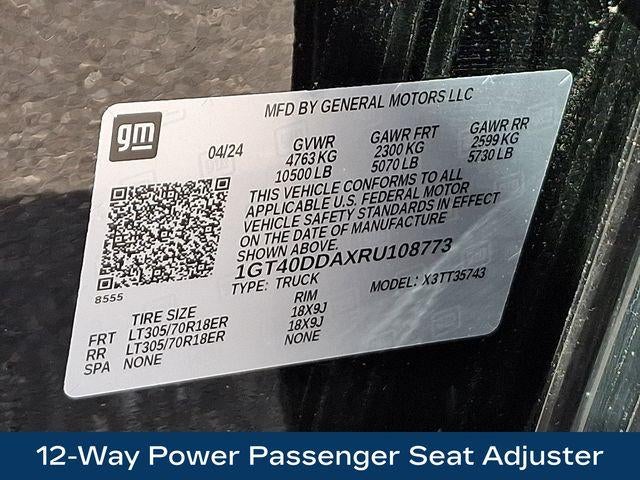 MFD BY GENERAL MOTORS LLC
gm
04/24 GVWR GAWR FRT GAWR RR
4763 KG 2300 KG 2599 KG
10500 LB 5070 LB 5730 LB
THIS VEHICLE CONFORMS TO ALL
APPLICABLE U.S. FEDERAL MOTOR
VEHICLE SAFETY STANDARDS IN EFFECT
ON THE DATE OF MANUFACTURE
SHOWN ABOVE.
1GT40DDAXRU108773
TYPE: TRUCK MODEL: X3TT35743
8555
TIRE SIZE RIM
FRT LT305/70R18ER 18X9J
RR LT305/70R18ER 18X9J
SPA NONE NONE
12-Way Power Passenger Seat Adjuster